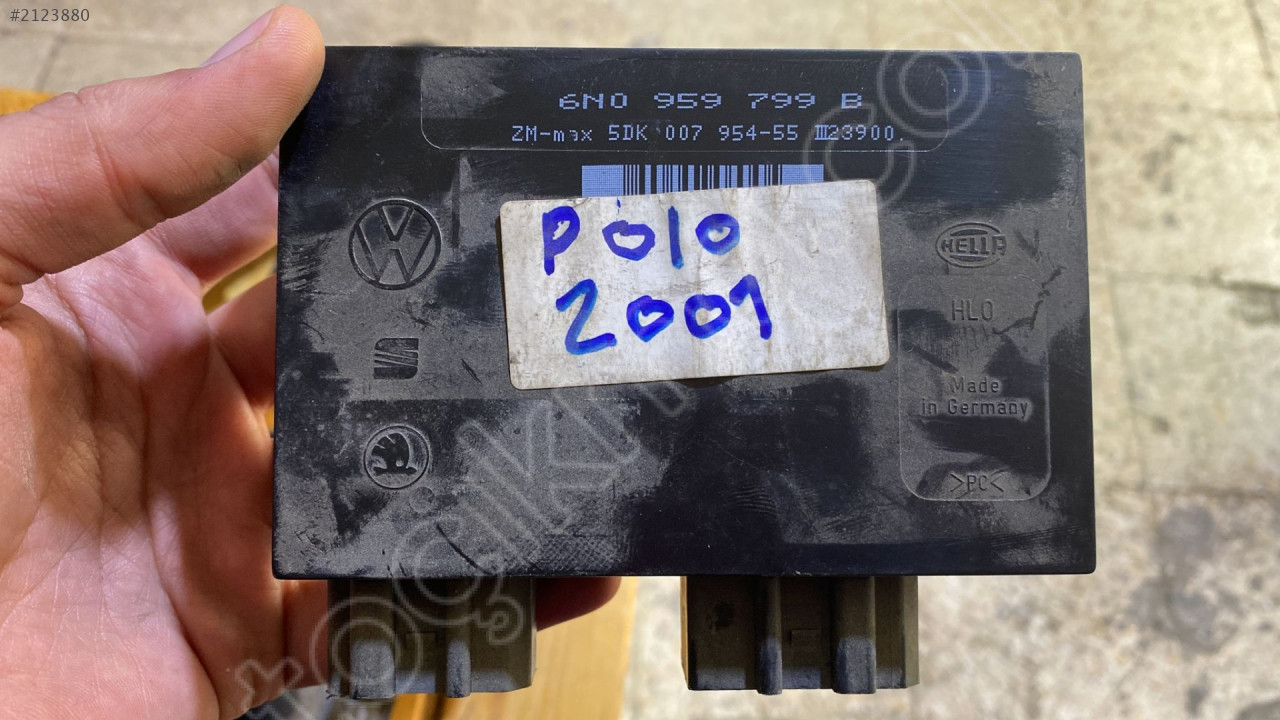 #2123880
6N0 959 799 B
ZM-max 5DK 007 954-55 III23900.
POlO
2001
HELLA
HLO
Made
in Germany
>PC<